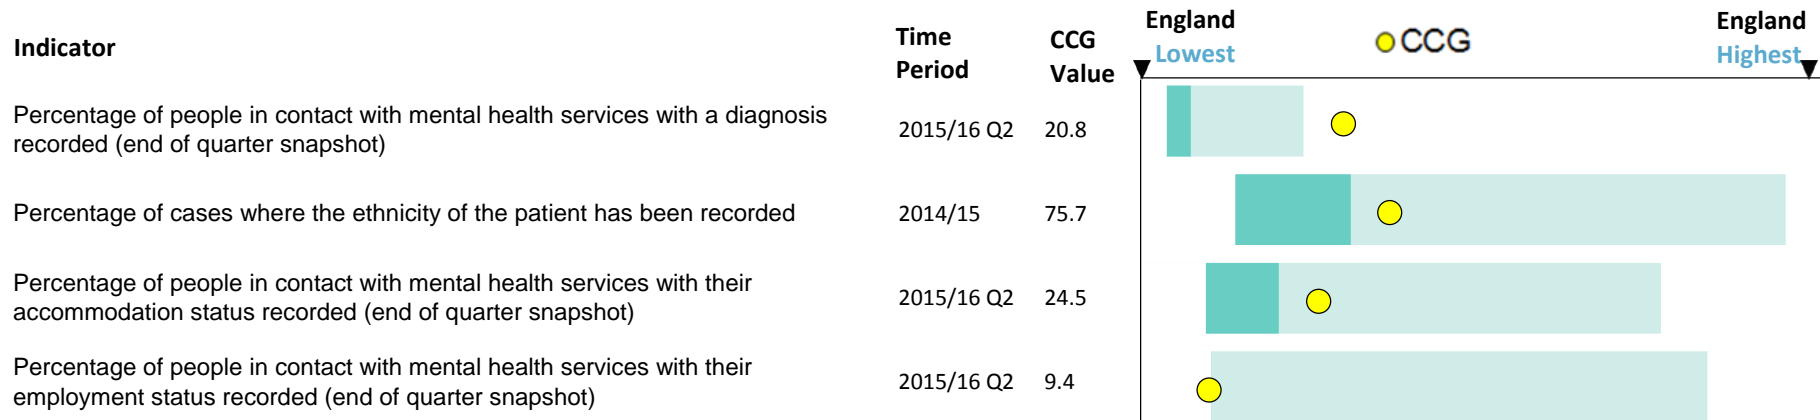 Indicator
Time Period
CCG Value
England Lowest
CCG
England Highest
Percentage of people in contact with mental health services with a diagnosis
recorded (end of quarter snapshot)
2015/16 Q2 20.8
Percentage of cases where the ethnicity of the patient has been recorded
2014/15 75.7
Percentage of people in contact with mental health services with their
accommodation status recorded (end of quarter snapshot)
2015/16 Q2 24.5
Percentage of people in contact with mental health services with their
employment status recorded (end of quarter snapshot)
2015/16 Q2 9.4